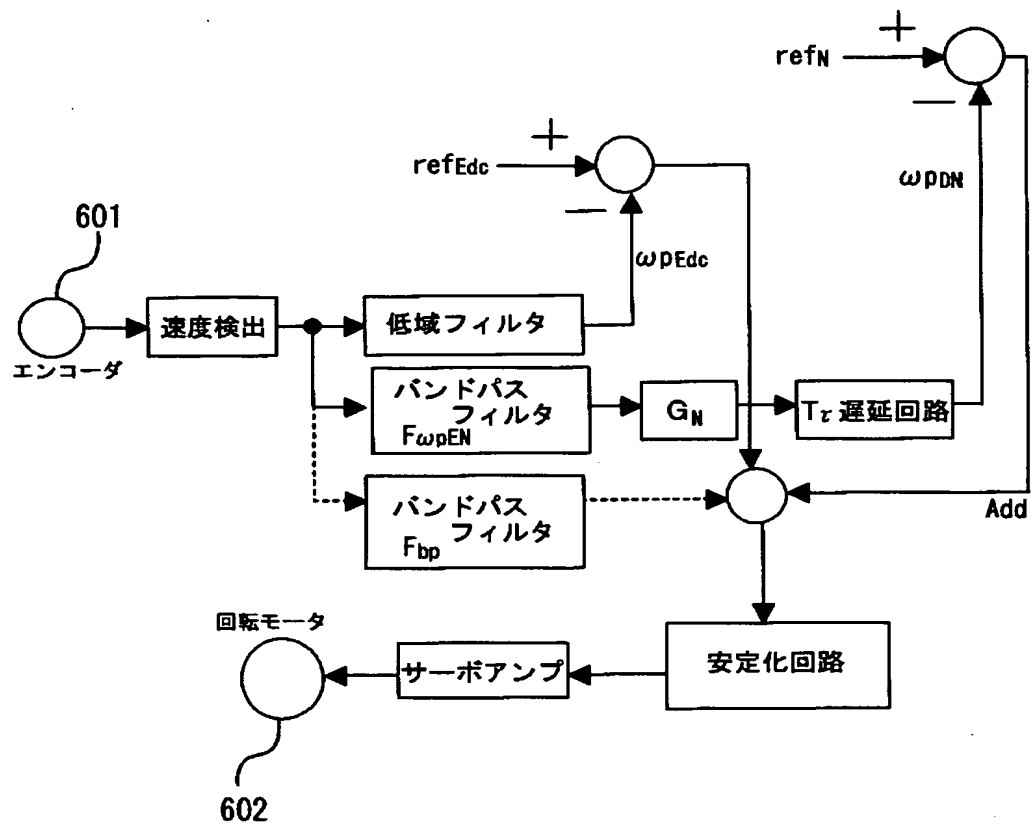 +
refN
—
+
refEdc
—
ωpDN
ωpEdc
601
エンコーダ
速度検出
低域フィルタ
バンドパス
フィルタ
FωpEN
GN
Tτ 遅延回路
バンドパス
フィルタ
Fbp
Add
回転モータ
サーボアンプ
安定化回路
602